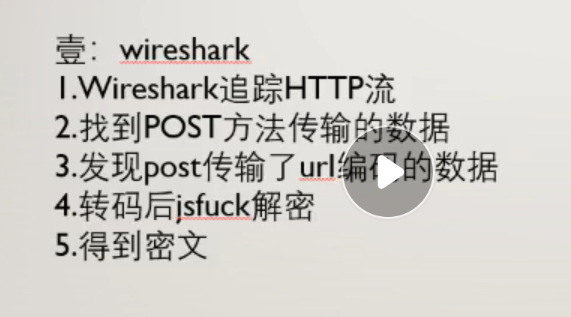 壹：wireshark
1.Wireshark追踪HTTP流
2.找到POST方法传输的数据
3.发现post传输了url编码的数据
4.转码后jsfuck解密
5.得到密文